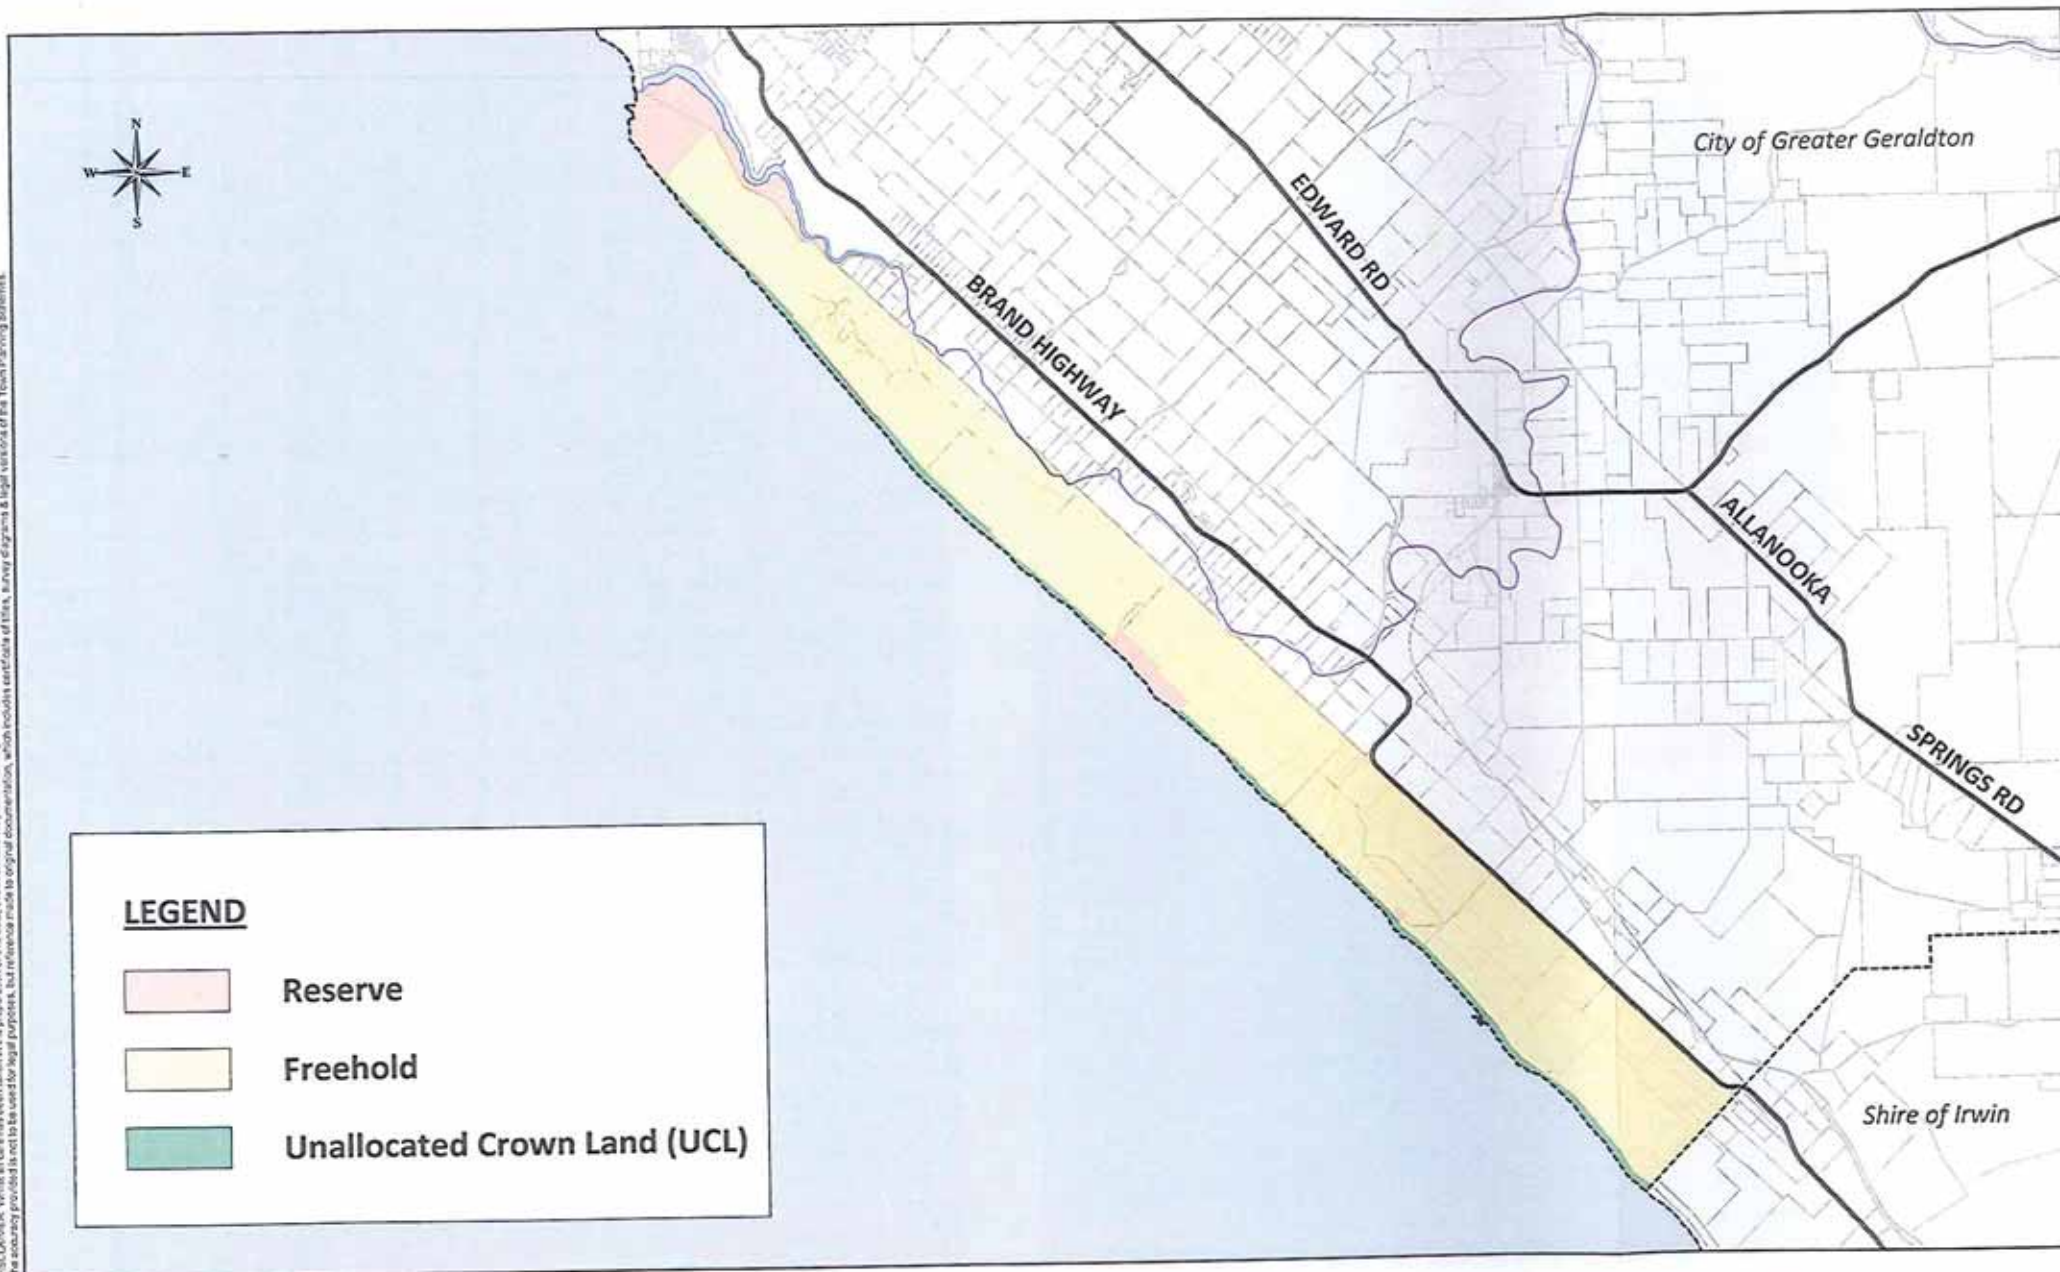 N
W E
S
City of Greater Geraldton
EDWARD RD
BRAND HIGHWAY
ALLANOOKA
SPRINGS RD
Shire of Irwin
LEGEND
Reserve
Freehold
Unallocated Crown Land (UCL)